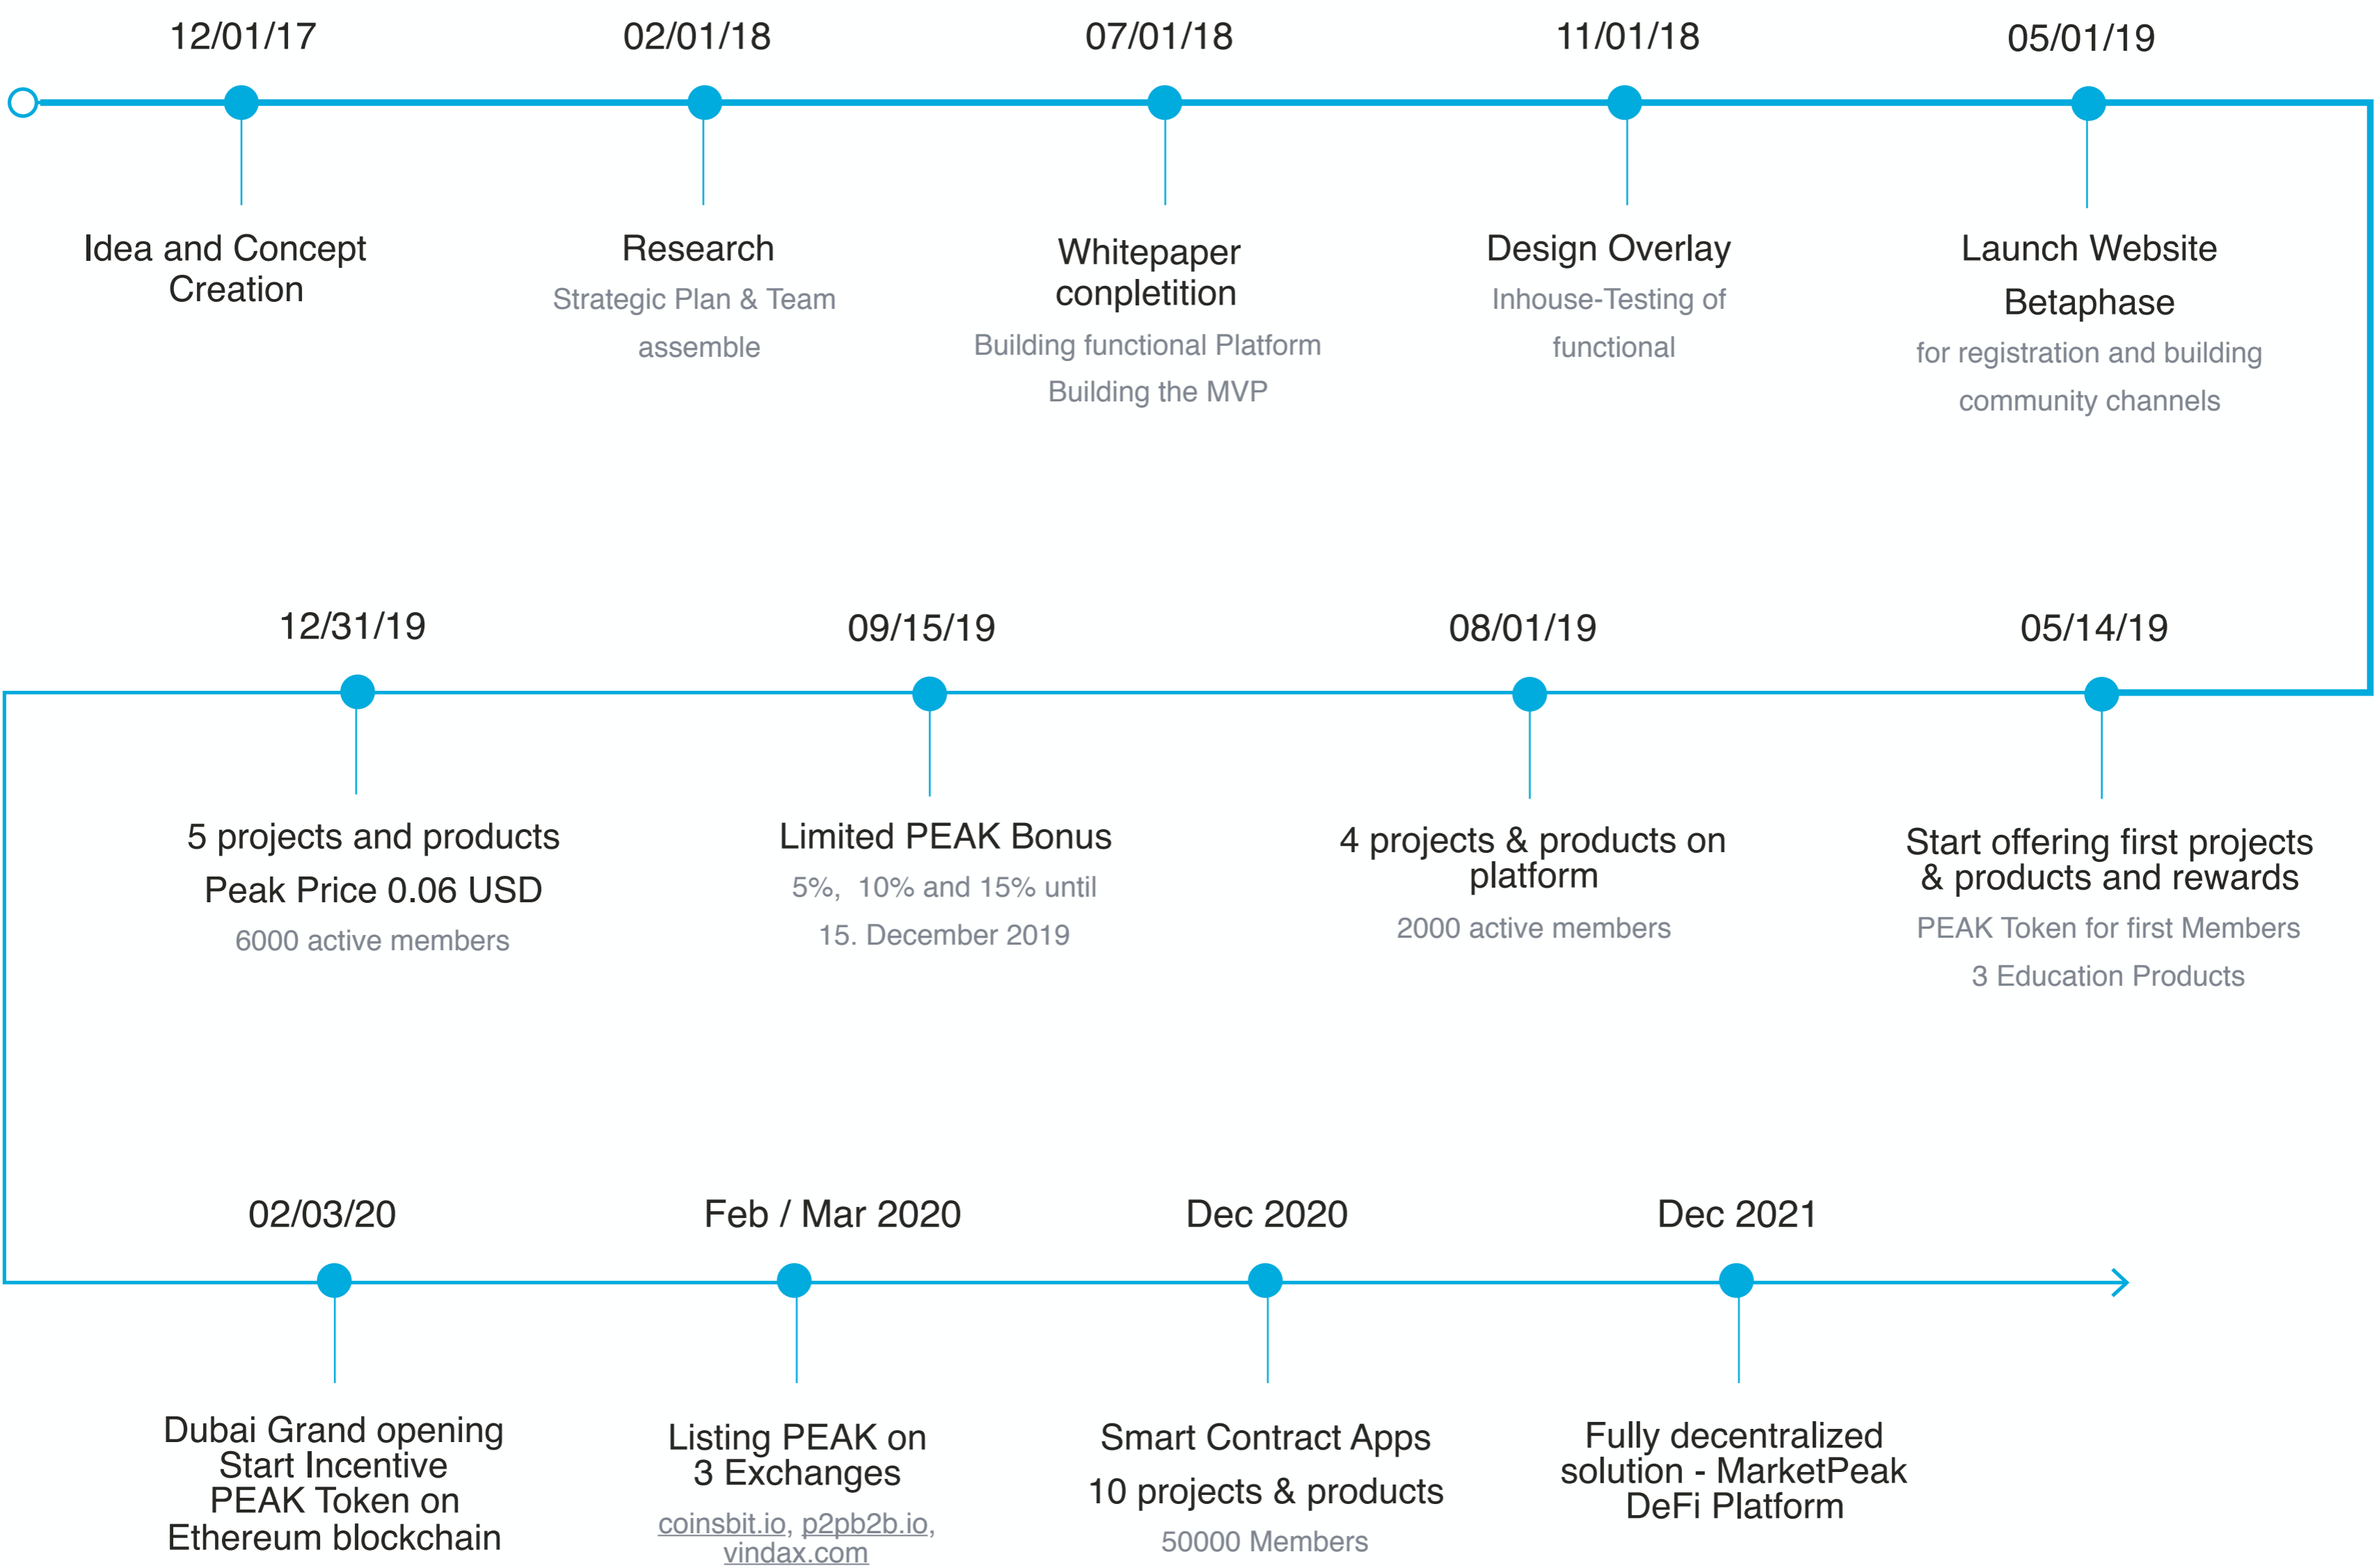 12/01/17
Idea and Concept
Creation
02/01/18
Research
Strategic Plan & Team
assemble
07/01/18
Whitepaper
conpletition
Building functional Platform
Building the MVP
11/01/18
Design Overlay
Inhouse-Testing of
functional
05/01/19
Launch Website
Betaphase
for registration and building
community channels
12/31/19
5 projects and products
Peak Price 0.06 USD
6000 active members
09/15/19
Limited PEAK Bonus
5%, 10% and 15% until
15. December 2019
08/01/19
4 projects & products on
platform
2000 active members
05/14/19
Start offering first projects
& products and rewards
PEAK Token for first Members
3 Education Products
02/03/20
Dubai Grand opening
Start Incentive
PEAK Token on
Ethereum blockchain
Feb / Mar 2020
Listing PEAK on
3 Exchanges
coinsbit.io, p2pb2b.io,
vindax.com
Dec 2020
Smart Contract Apps
10 projects & products
50000 Members
Dec 2021
Fully decentralized
solution - MarketPeak
DeFi Platform